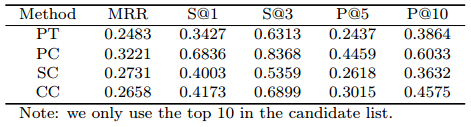 Method MRR S@1 S@3 P@5 P@10
PT 0.2483 0.3427 0.6313 0.2437 0.3864
PC 0.3221 0.6836 0.8368 0.4459 0.6033
SC 0.2731 0.4003 0.5359 0.2618 0.3632
CC 0.2658 0.4173 0.6899 0.3015 0.4575
Note: we only use the top 10 in the candidate list.